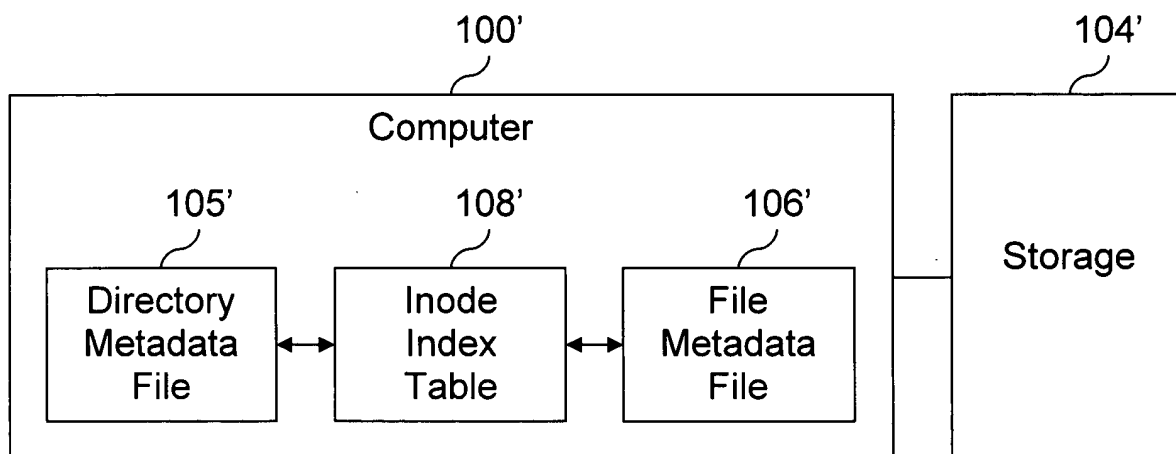 100’
104’
Computer
105’
108’
106’
Storage
Directory
Metadata
File
Inode
Index
Table
File
Metadata
File